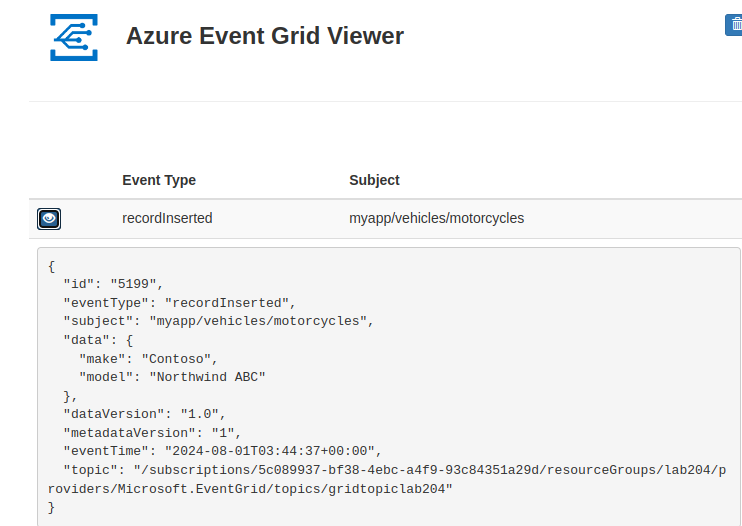 Azure Event Grid Viewer
Event Type Subject
recordInserted myapp/vehicles/motorcycles
{
  "id": "5199",
  "eventType": "recordInserted",
  "subject": "myapp/vehicles/motorcycles",
  "data": {
    "make": "Contoso",
    "model": "Northwind ABC"
  },
  "dataVersion": "1.0",
  "metadataVersion": "1",
  "eventTime": "2024-08-01T03:44:37+00:00",
  "topic": "/subscriptions/5c089937-bf38-4ebc-a4f9-93c84351a29d/resourceGroups/lab204/p
roviders/Microsoft.EventGrid/topics/gridtopiclab204"
}